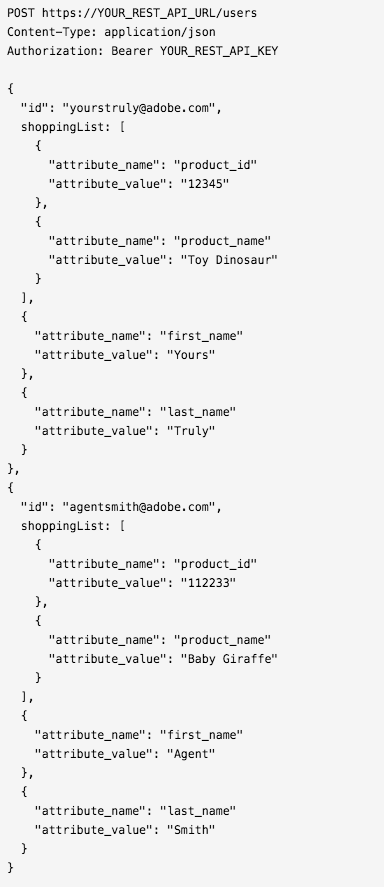 POST https://YOUR_REST_API_URL/users
Content-Type: application/json
Authorization: Bearer YOUR_REST_API_KEY

{
  "id": "yourstruly@adobe.com",
  shoppingList: [
    {
      "attribute_name": "product_id"
      "attribute_value": "12345"
    },
    {
      "attribute_name": "product_name"
      "attribute_value": "Toy Dinosaur"
    }
  ],
  {
    "attribute_name": "first_name"
    "attribute_value": "Yours"
  },
  {
    "attribute_name": "last_name"
    "attribute_value": "Truly"
  }
},
{
  "id": "agentsmith@adobe.com",
  shoppingList: [
    {
      "attribute_name": "product_id"
      "attribute_value": "112233"
    },
    {
      "attribute_name": "product_name"
      "attribute_value": "Baby Giraffe"
    }
  ],
  {
    "attribute_name": "first_name"
    "attribute_value": "Agent"
  },
  {
    "attribute_name": "last_name"
    "attribute_value": "Smith"
  }
}